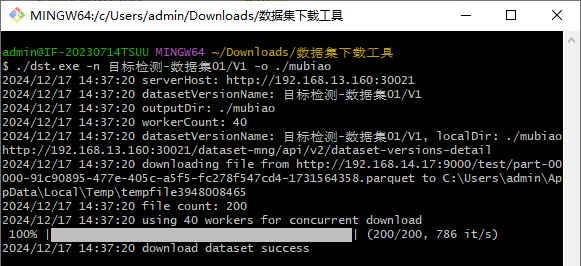 MINGW64:/c/Users/admin/Downloads/数据集下载工具
admin@IF-20230714TSUU MINGW64 ~/Downloads/数据集下载工具
$ ./dst.exe -n 目标检测-数据集01/V1 -o ./mubiao
2024/12/17 14:37:20 serverHost: http://192.168.13.160:30021
2024/12/17 14:37:20 datasetVersionName: 目标检测-数据集01/V1
2024/12/17 14:37:20 outputDir: ./mubiao
2024/12/17 14:37:20 workerCount: 40
2024/12/17 14:37:20 datasetVersionName: 目标检测-数据集01/V1, localDir: ./mubiao
http://192.168.13.160:30021/dataset-mng/api/v2/dataset-versions-detail
2024/12/17 14:37:20 downloading file from http://192.168.14.17:9000/test/part-00
000-91c90895-477e-405c-a5f5-fc278f547cd4-1731564358.parquet to C:\Users\admin\Ap
pData\Local\Temp\tempfile3948008465
2024/12/17 14:37:20 file count: 200
2024/12/17 14:37:20 using 40 workers for concurrent download
100% | | (200/200, 786 it/s)
2024/12/17 14:37:20 download dataset success